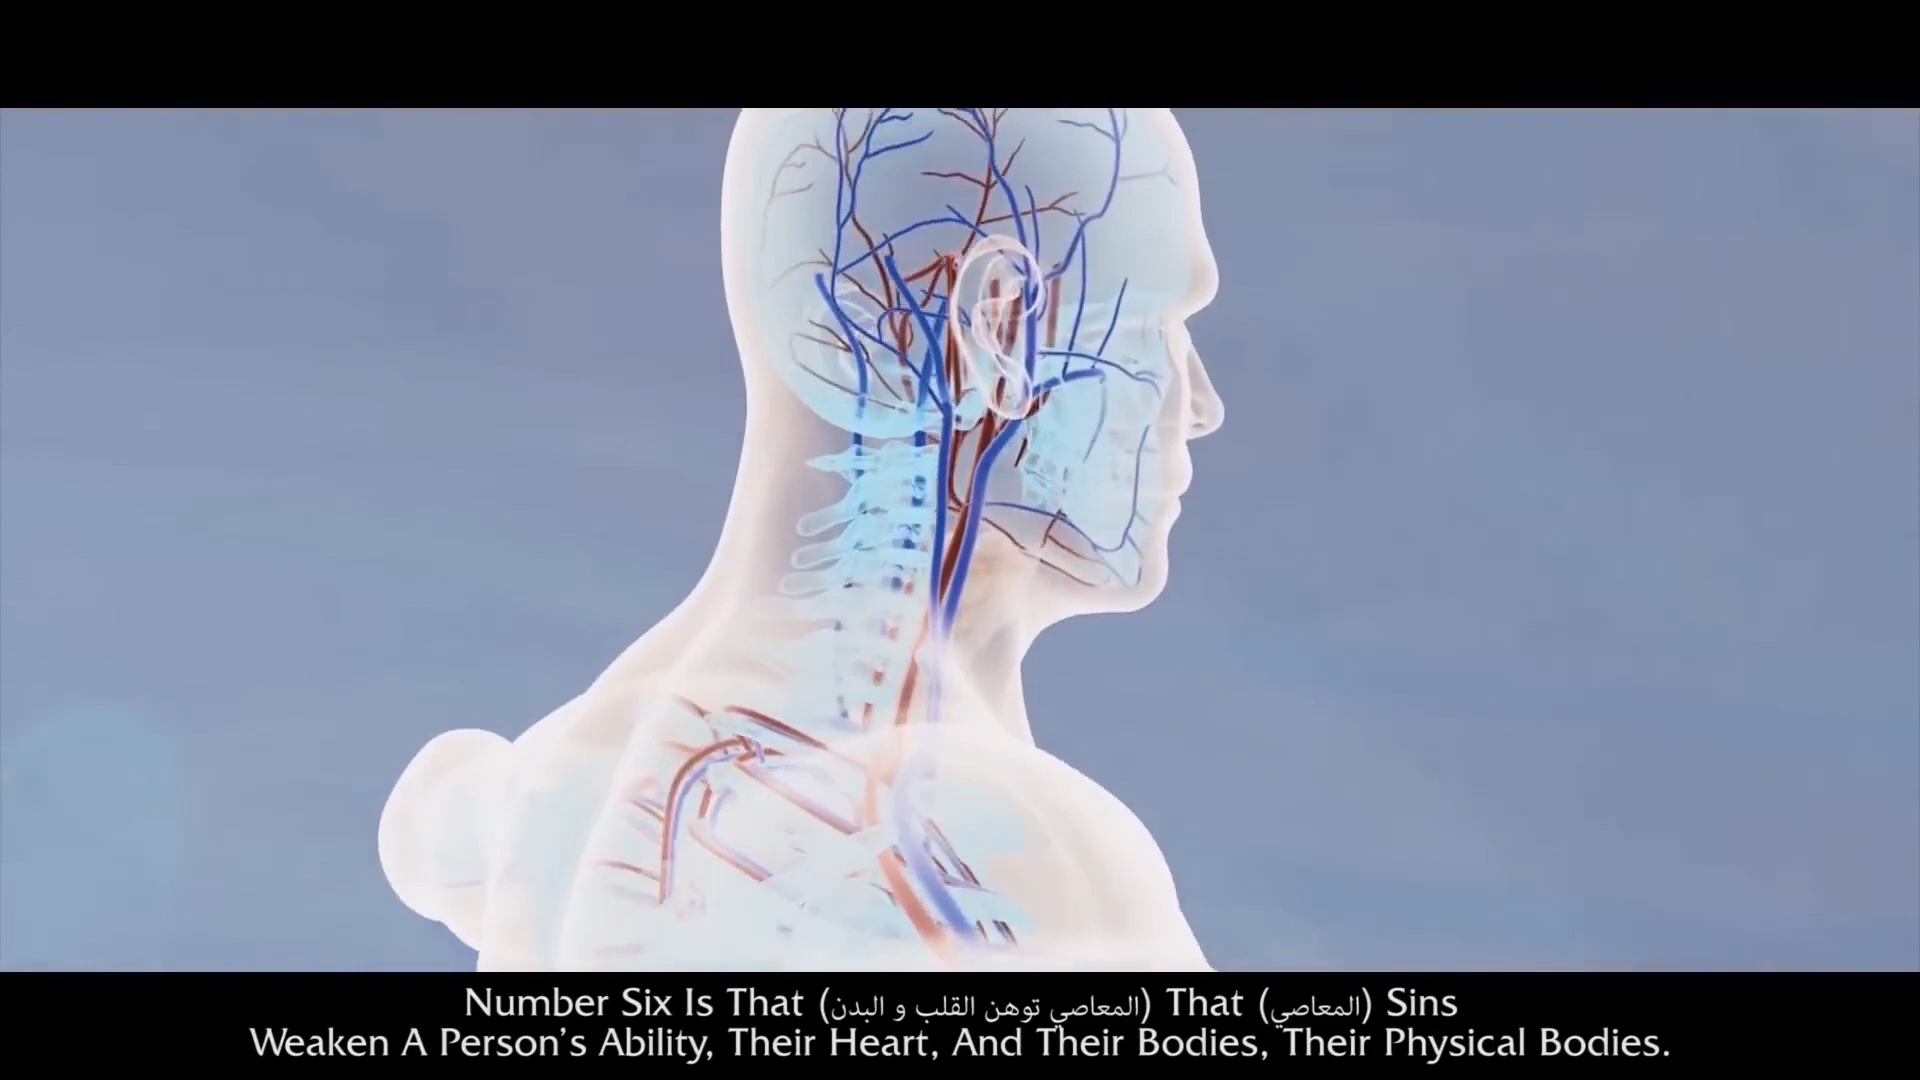 Number Six Is That (المعاصي توهن القلب و البدن) That (المعاصي) Sins
Weaken A Person's Ability, Their Heart, And Their Bodies, Their Physical Bodies.